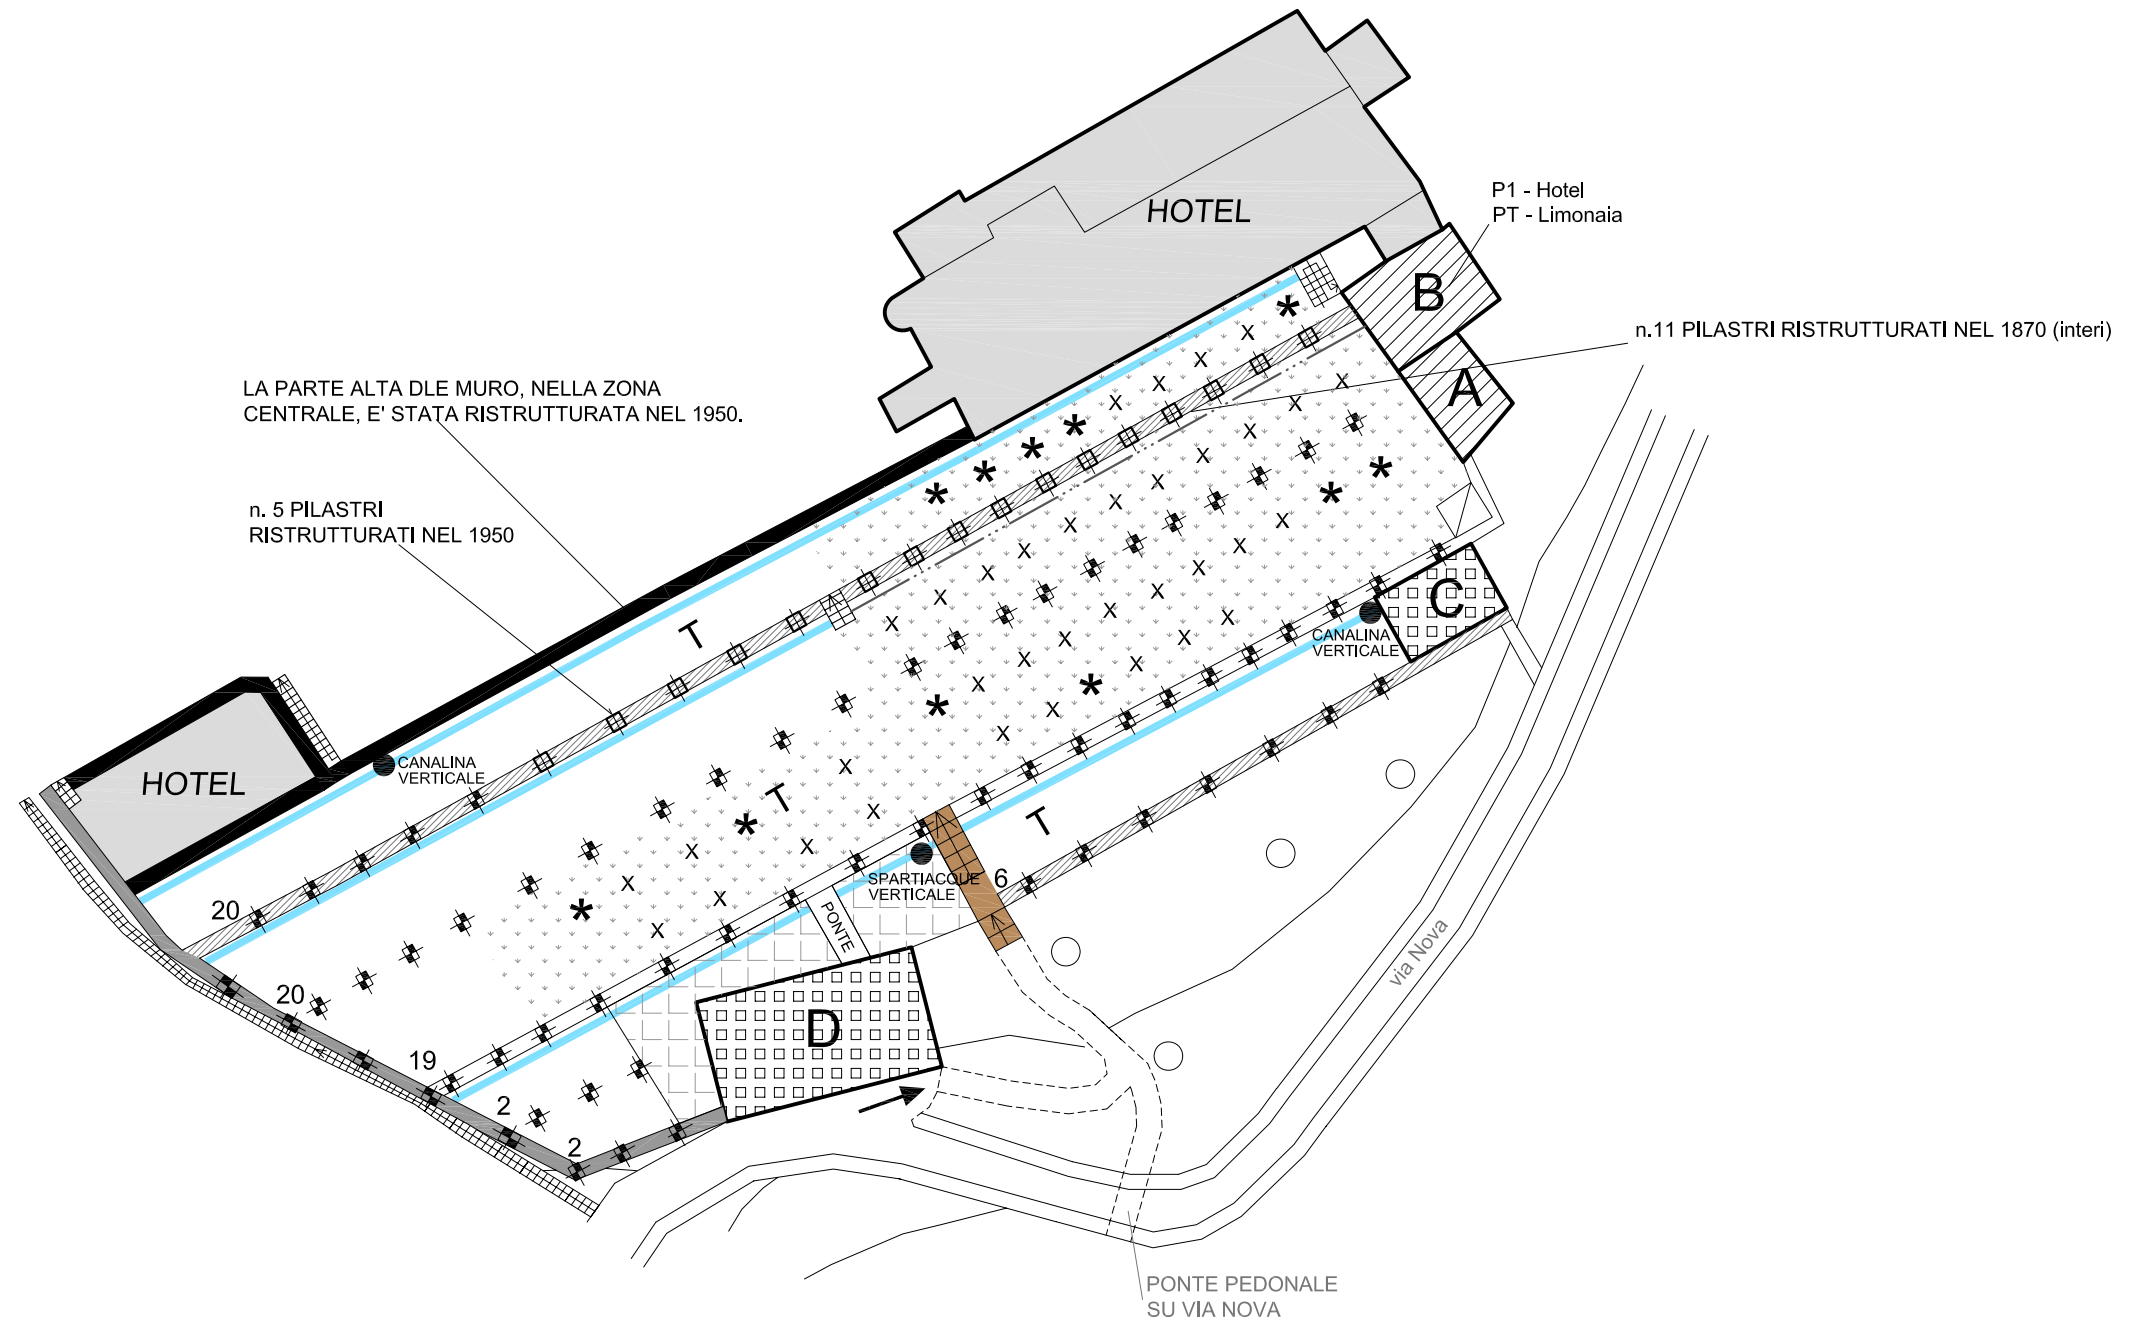 HOTEL
P1 - Hotel
PT - Limonaia
B
n.11 PILASTRI RISTRUTTURATI NEL 1870 (interi)
A
LA PARTE ALTA DLE MURO, NELLA ZONA
CENTRALE, E' STATA RISTRUTTURATA NEL 1950.
n. 5 PILASTRI
RISTRUTTURATI NEL 1950
T
C
CANALINA
VERTICALE
HOTEL
CANALINA
VERTICALE
T
T
SPARTIACQUE
VERTICALE
6
20
PONTE
via Nova
20
D
19
2
2
PONTE PEDONALE
SU VIA NOVA